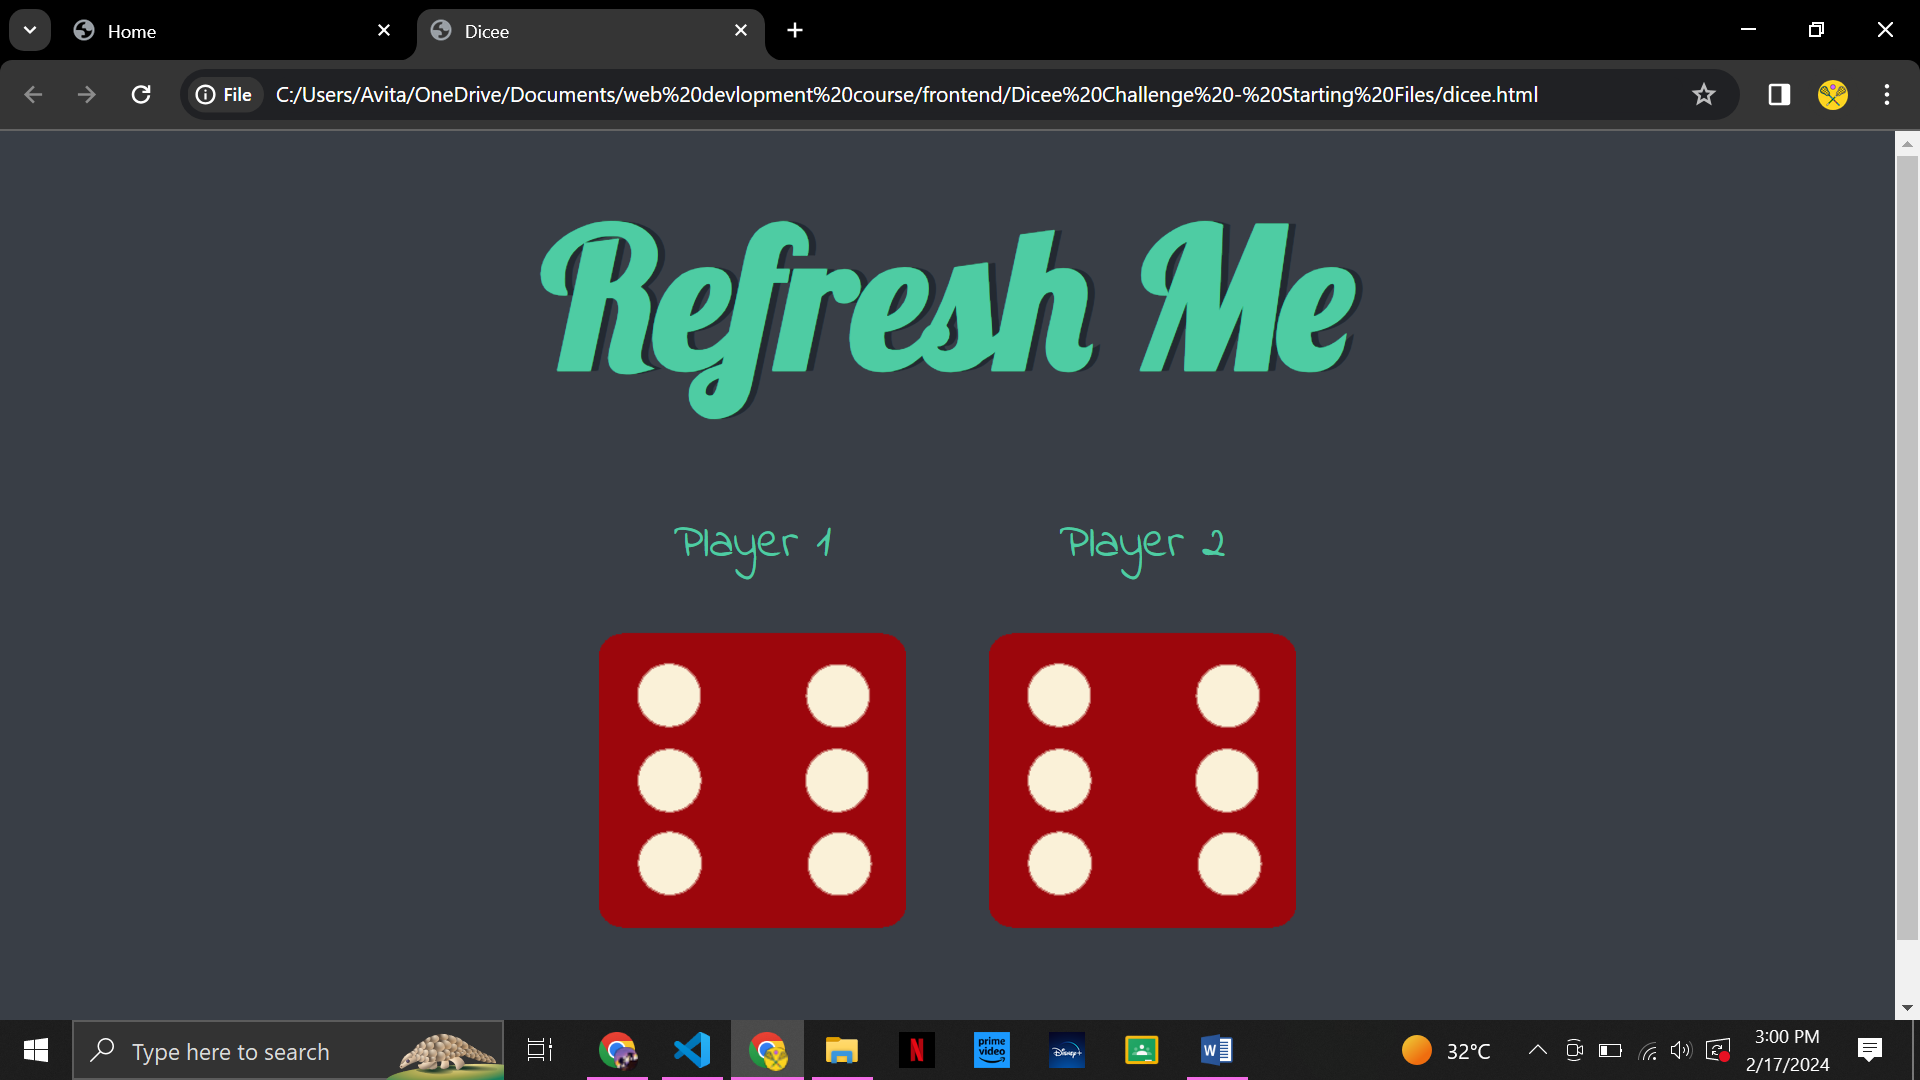 Home
Dicee
File
C:/Users/Avita/OneDrive/Documents/web%20devlopment%20course/frontend/Dicee%20Challenge%20-%20Starting%20Files/dicee.html
Refresh Me
Player 1
Player 2
Type here to search
N
prime video
Disney+
W
32°C
3:00 PM
2/17/2024